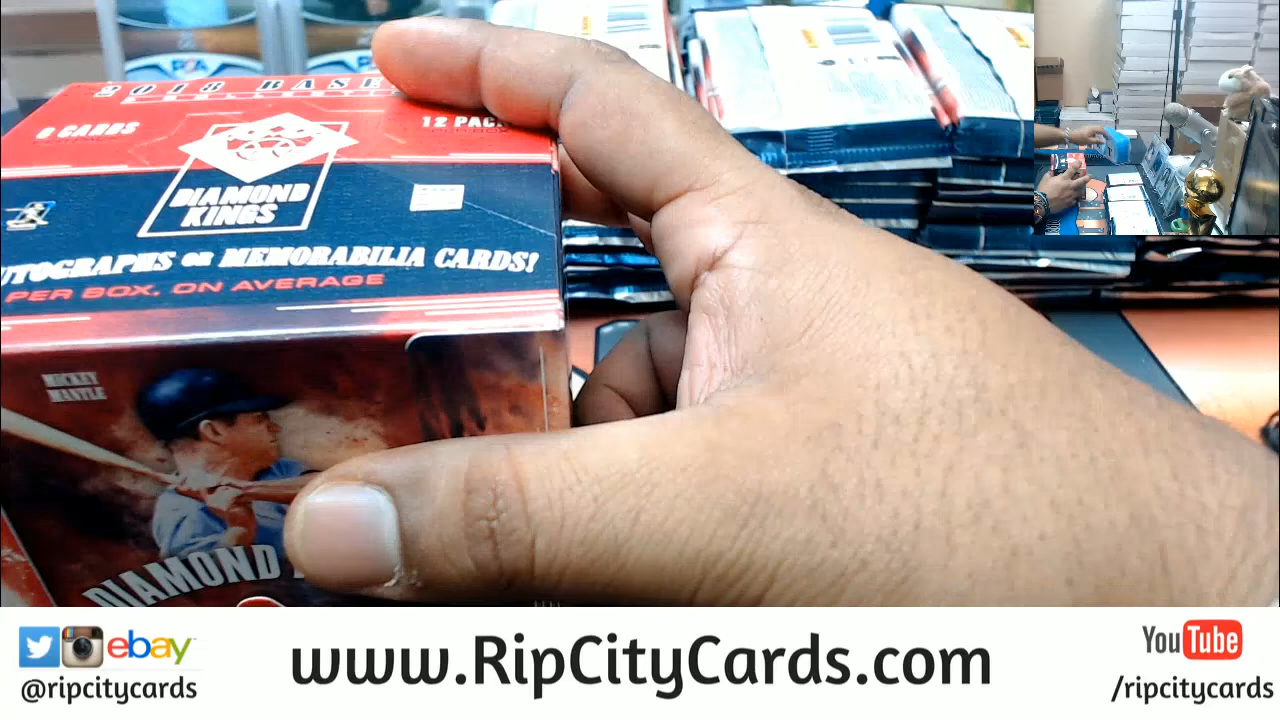 2018 BASE
8 CARDS
12 PAC
DIAMOND
KINGS
UTOGRAPHS OR MEMORABILIA CARDS!
PER BOX, ON AVERAGE
MICKEY
MANTLE
DIAMOND
ebay
@ripcitycards
www.RipCityCards.com
YouTube
/ripcitycards